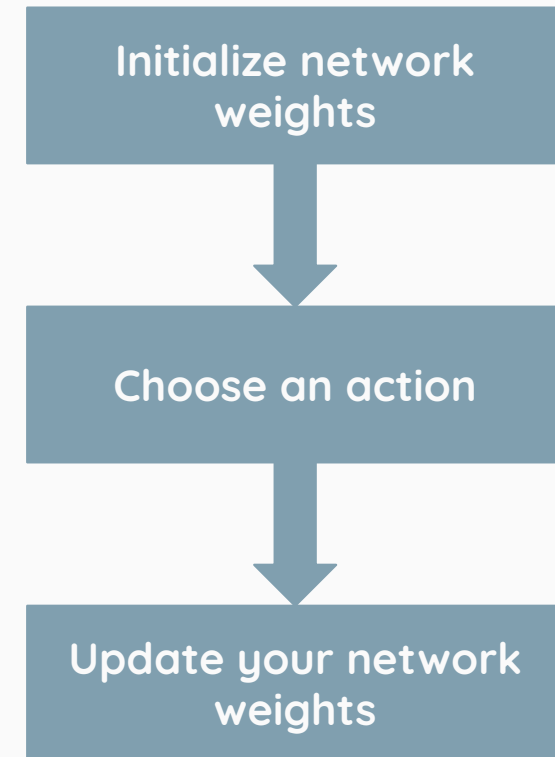 Initialize network
weights
Choose an action
Update your network
weights